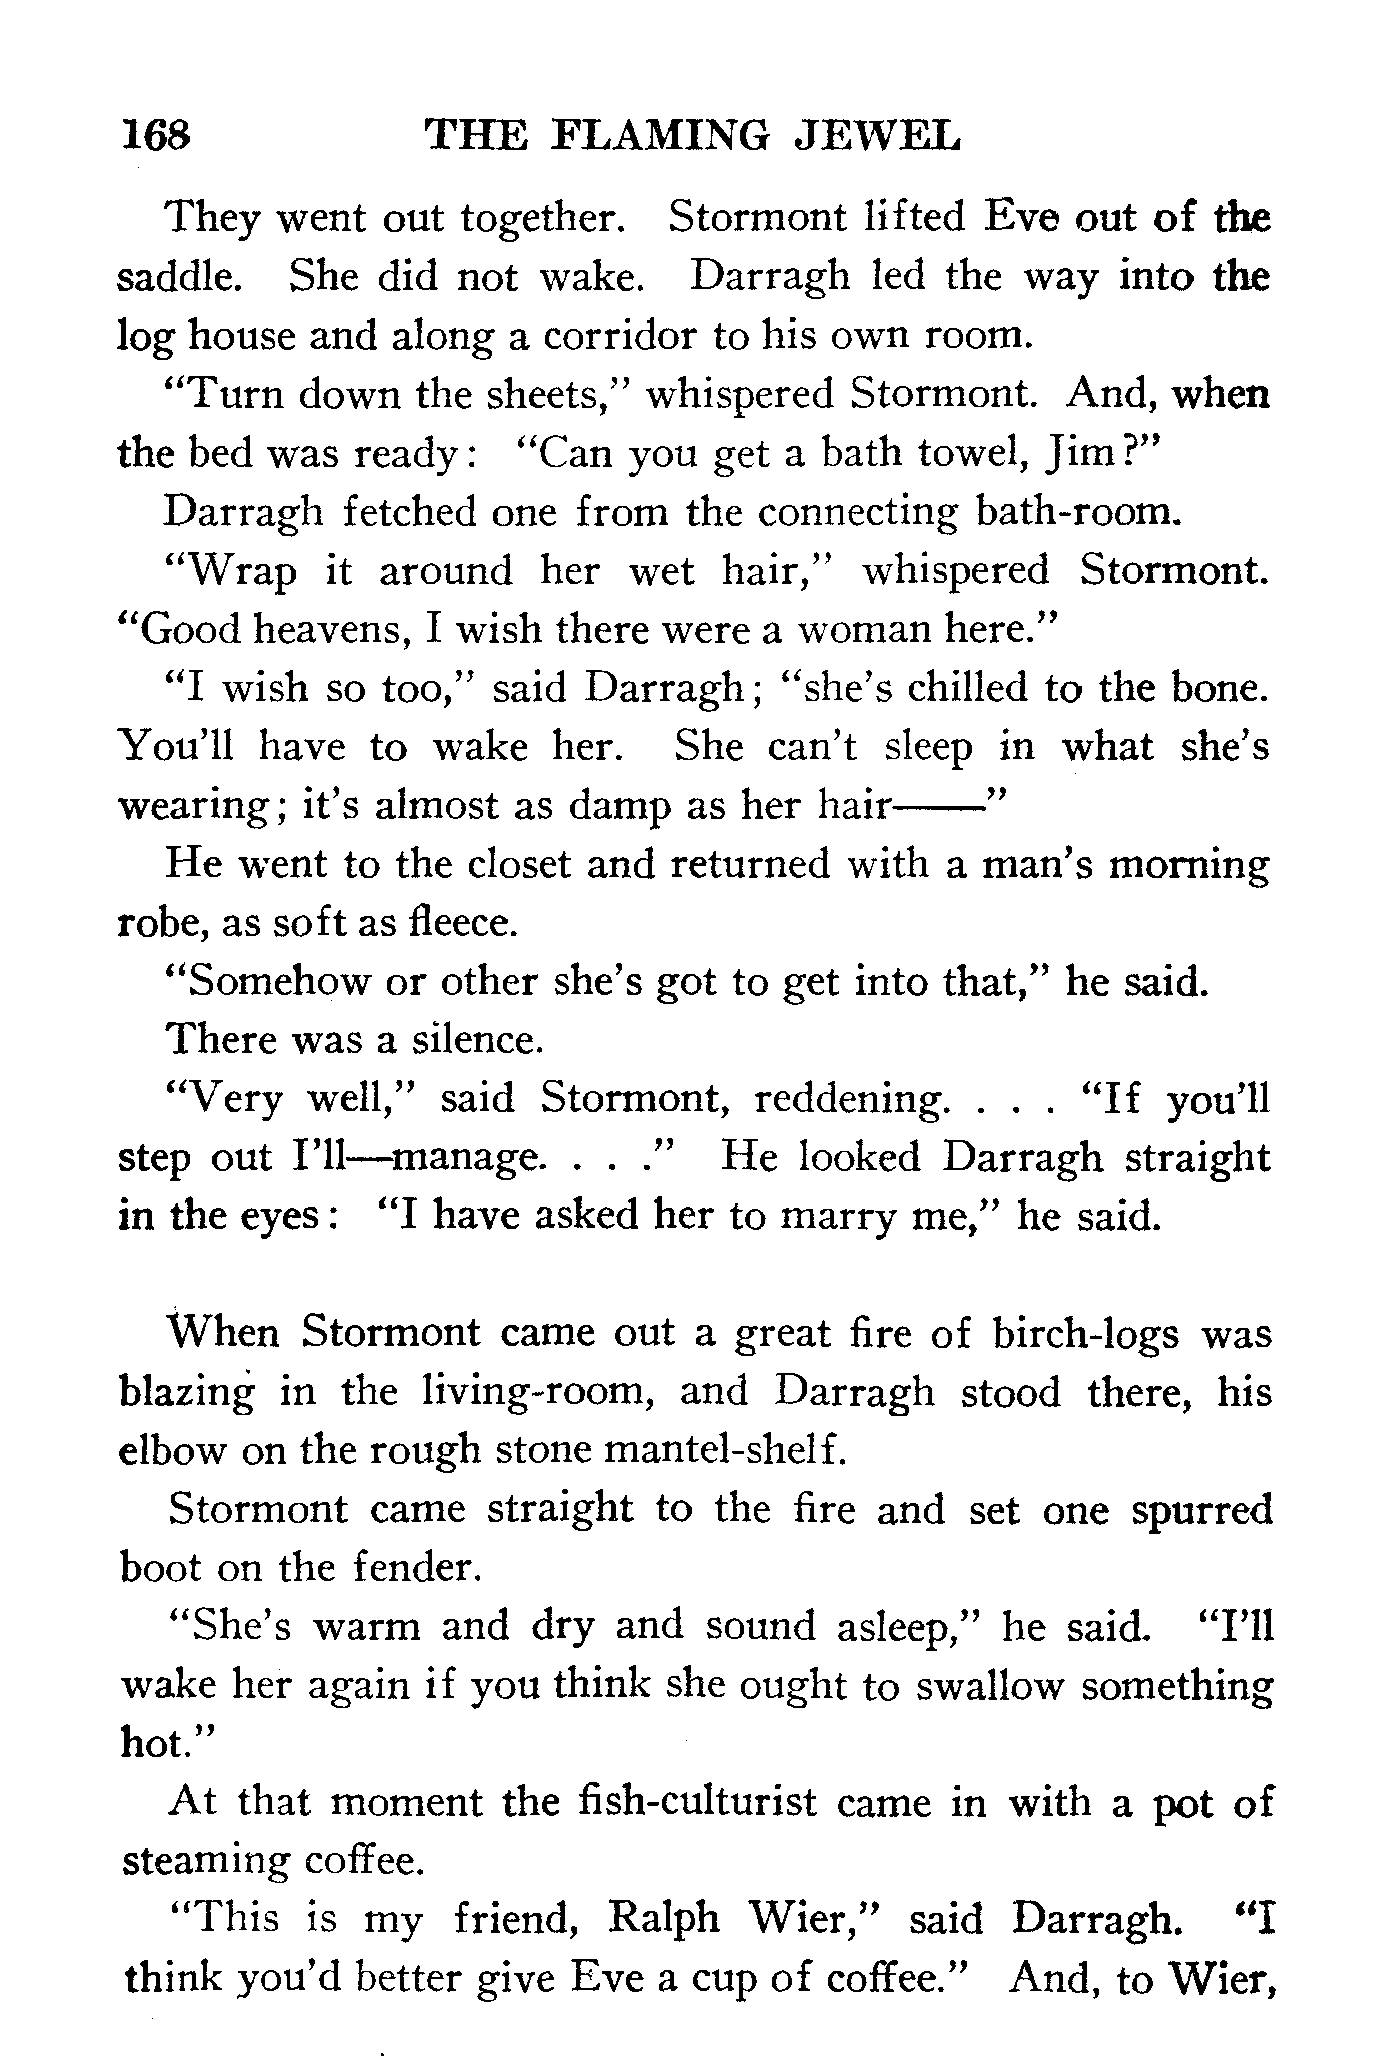 168 THE FLAMING JEWEL
They went out together. Stormont lifted Eve out of the
saddle. She did not wake. Darragh led the way into the
log house and along a corridor to his own room.
“Turn down the sheets,” whispered Stormont. And, when
the bed was ready: “Can you get a bath towel, Jim?”
Darragh fetched one from the connecting bath-room.
“Wrap it around her wet hair,” whispered Stormont.
“Good heavens, I wish there were a woman here.”
“I wish so too,” said Darragh; “she’s chilled to the bone.
You’ll have to wake her. She can’t sleep in what she’s
wearing; it’s almost as damp as her hair——”
He went to the closet and returned with a man’s morning
robe, as soft as fleece.
“Somehow or other she’s got to get into that,” he said.
There was a silence.
“Very well,” said Stormont, reddening. . . . “If you’ll
step out I’ll—manage. . . .” He looked Darragh straight
in the eyes: “I have asked her to marry me,” he said.
When Stormont came out a great fire of birch-logs was
blazing in the living-room, and Darragh stood there, his
elbow on the rough stone mantel-shelf.
Stormont came straight to the fire and set one spurred
boot on the fender.
“She’s warm and dry and sound asleep,” he said. “I’ll
wake her again if you think she ought to swallow something
hot.”
At that moment the fish-culturist came in with a pot of
steaming coffee.
“This is my friend, Ralph Wier,” said Darragh. “I
think you’d better give Eve a cup of coffee.” And, to Wier,